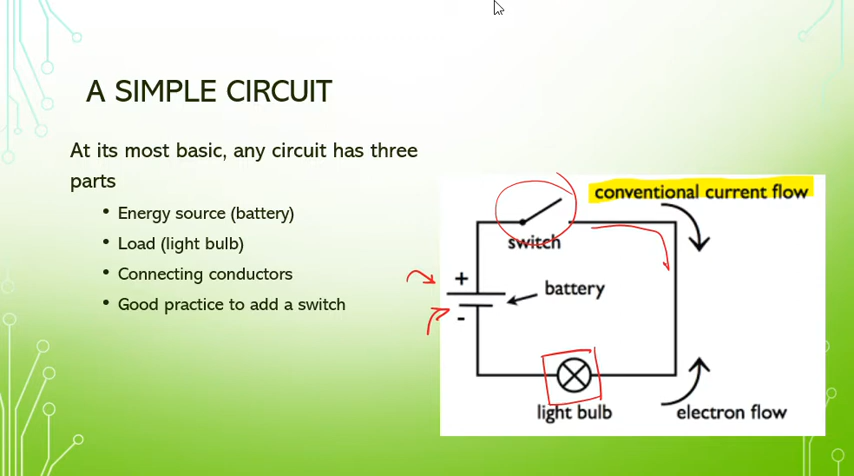 A SIMPLE CIRCUIT
At its most basic, any circuit has three
parts
• Energy source (battery)
• Load (light bulb)
• Connecting conductors
• Good practice to add a switch
conventional current flow
switch
+
battery
-
light bulb
electron flow